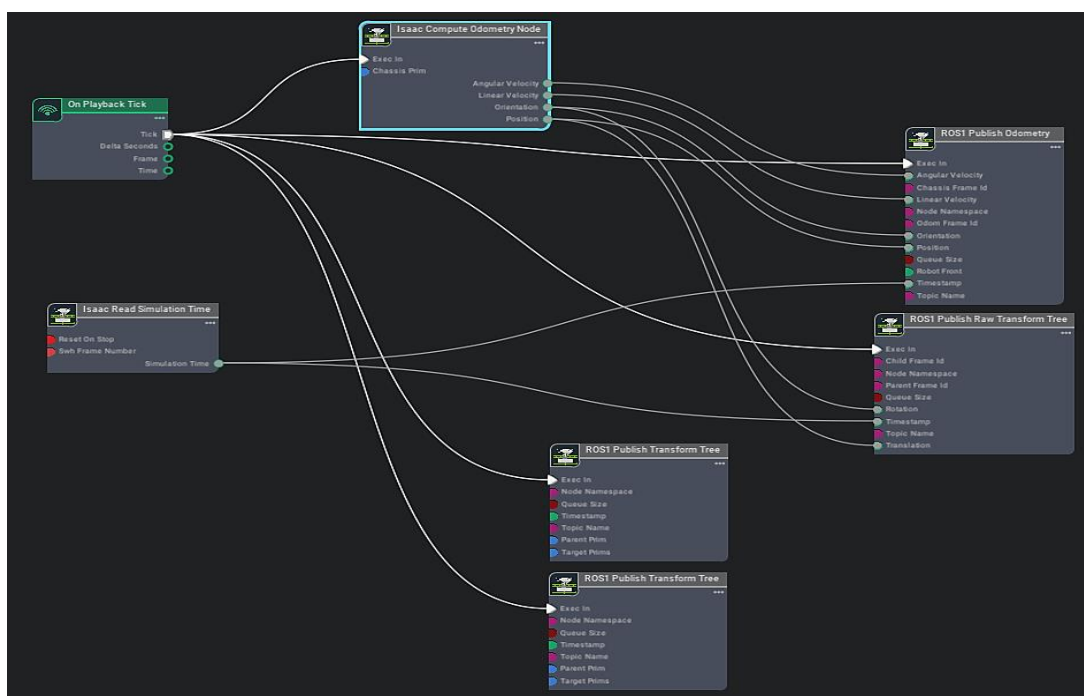 Isaac Compute Odometry Node
Exec In
Chassis Prim
Angular Velocity
Linear Velocity
Orientation
Position
On Playback Tick
Tick
Delta Seconds
Frame
Time
ROS1 Publish Odometry
Exec In
Angular Velocity
Chassis Frame Id
Linear Velocity
Node Namespace
Odom Frame Id
Orientation
Position
Queue Size
Robot Front
Timestamp
Topic Name
Isaac Read Simulation Time
Reset On Stop
Swh Frame Number
Simulation Time
ROS1 Publish Raw Transform Tree
Exec In
Child Frame Id
Node Namespace
Parent Frame Id
Queue Size
Rotation
Timestamp
Topic Name
Translation
ROS1 Publish Transform Tree
Exec In
Node Namespace
Queue Size
Timestamp
Topic Name
Parent Prim
Target Prims
ROS1 Publish Transform Tree
Exec In
Node Namespace
Queue Size
Timestamp
Topic Name
Parent Prim
Target Prims